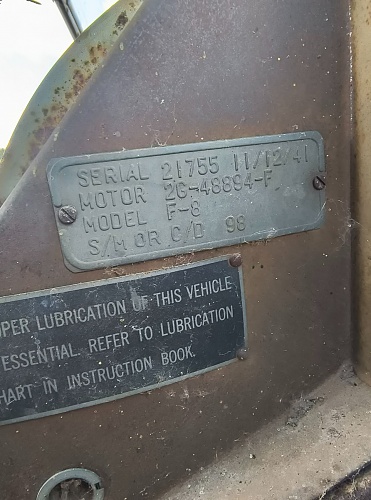 SERIAL 21755 11/12/41
MOTOR 2G-48894-F
MODEL F-8
S/M OR C/D 98
UPER LUBRICATION OF THIS VEHICLE
ESSENTIAL. REFER TO LUBRICATION
HART IN INSTRUCTION BOOK.